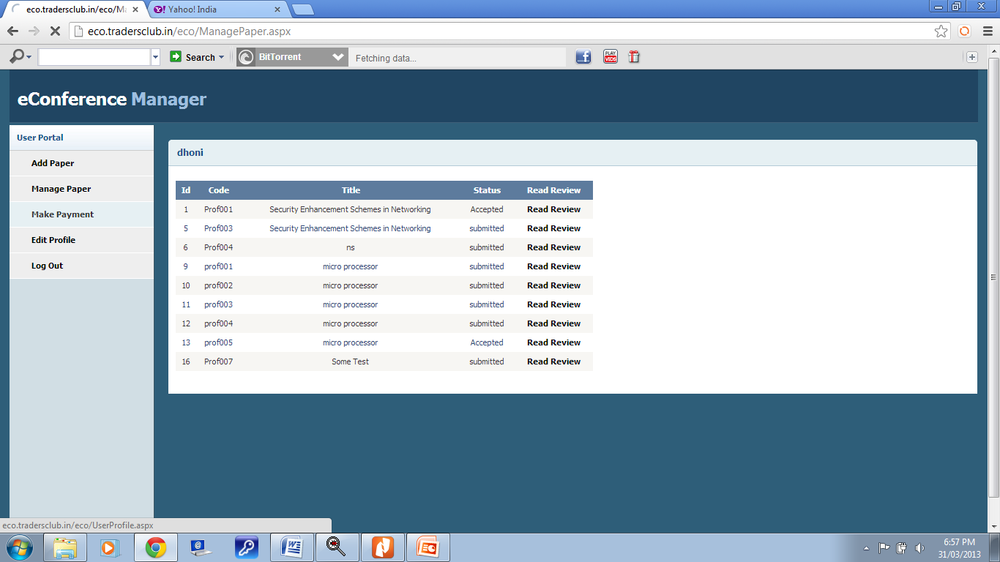 eco.tradersclub.in/eco/Ma
Yahoo! India
eco.tradersclub.in/eco/ManagePaper.aspx
Search BitTorrent Fetching data... PLAY VIDS
eConference Manager
User Portal
Add Paper
Manage Paper
Make Payment
Edit Profile
Log Out
dhoni
Id Code Title Status Read Review
1 Prof001 Security Enhancement Schemes in Networking Accepted Read Review
5 Prof003 Security Enhancement Schemes in Networking submitted Read Review
6 Prof004 ns submitted Read Review
9 prof001 micro processor submitted Read Review
10 prof002 micro processor submitted Read Review
11 prof003 micro processor submitted Read Review
12 prof004 micro processor submitted Read Review
13 prof005 micro processor Accepted Read Review
16 Prof007 Some Test submitted Read Review
eco.tradersclub.in/eco/UserProfile.aspx
6:57 PM
31/03/2013